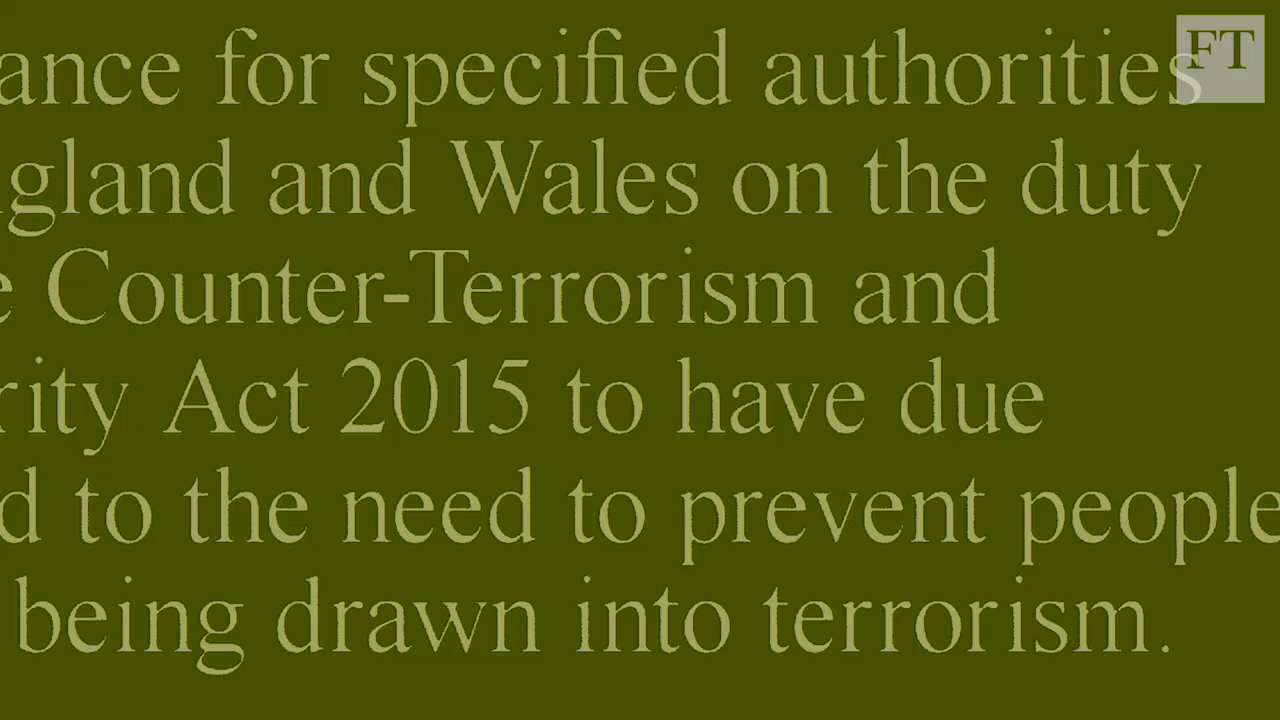 ance for specified authorities
gland and Wales on the duty
e Counter-Terrorism and
rity Act 2015 to have due
d to the need to prevent people
being drawn into terrorism.
FT